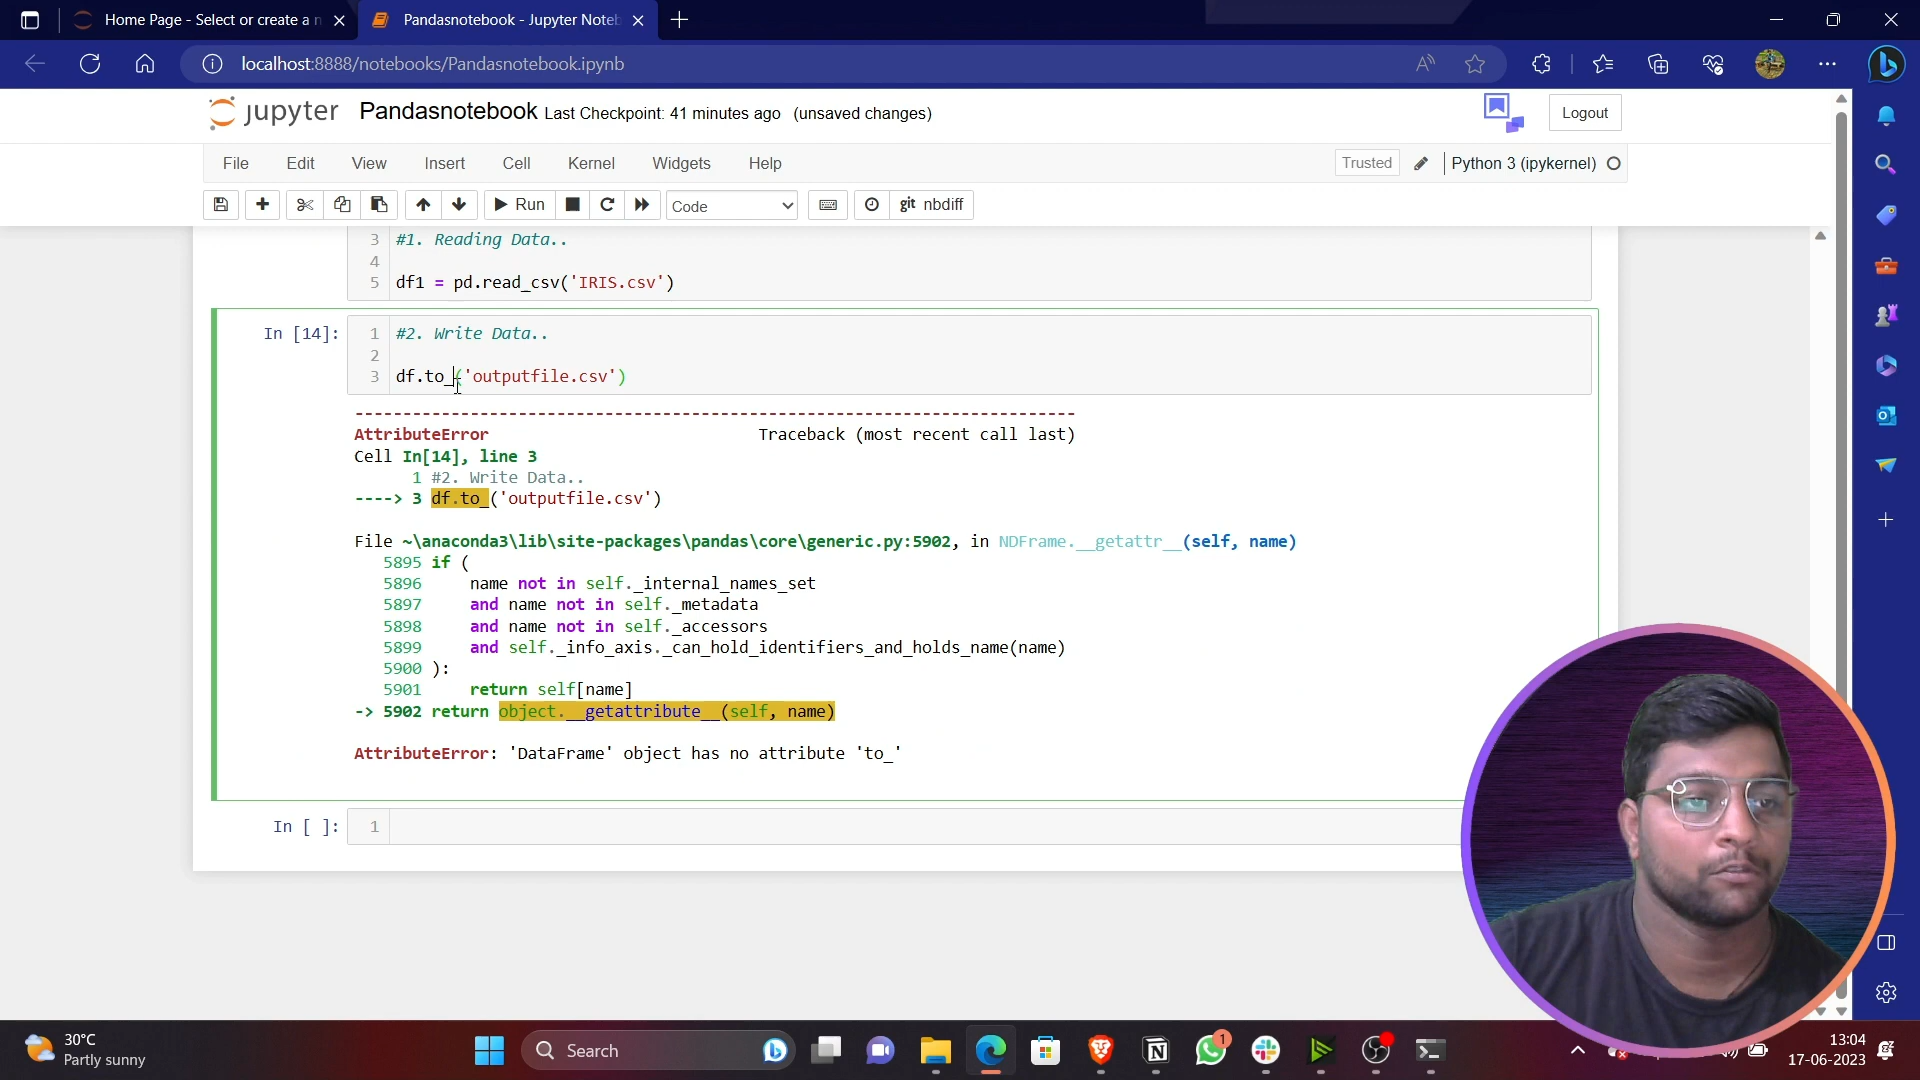 Home Page - Select or create a n
Pandasnotebook - Jupyter Noteb
localhost:8888/notebooks/Pandasnotebook.ipynb
jupyter Pandasnotebook Last Checkpoint: 41 minutes ago (unsaved changes)
Logout
File Edit View Insert Cell Kernel Widgets Help
Trusted Python 3 (ipykernel)
Run Code git nbdiff
3 #1. Reading Data..
4
5 df1 = pd.read_csv('IRIS.csv')
In [14]: 1 #2. Write Data..
2
3 df.to_('outputfile.csv')
---------------------------------------------------------------------------
AttributeError Traceback (most recent call last)
Cell In[14], line 3
1 #2. Write Data..
----> 3 df.to_('outputfile.csv')
File ~\anaconda3\lib\site-packages\pandas\core\generic.py:5902, in NDFrame.__getattr__(self, name)
5895 if (
5896 name not in self._internal_names_set
5897 and name not in self._metadata
5898 and name not in self._accessors
5899 and self._info_axis._can_hold_identifiers_and_holds_name(name)
5900 ):
5901 return self[name]
-> 5902 return object.__getattribute__(self, name)
AttributeError: 'DataFrame' object has no attribute 'to_'
In [ ]: 1
30°C
Partly sunny
Search
1
13:04
17-06-2023